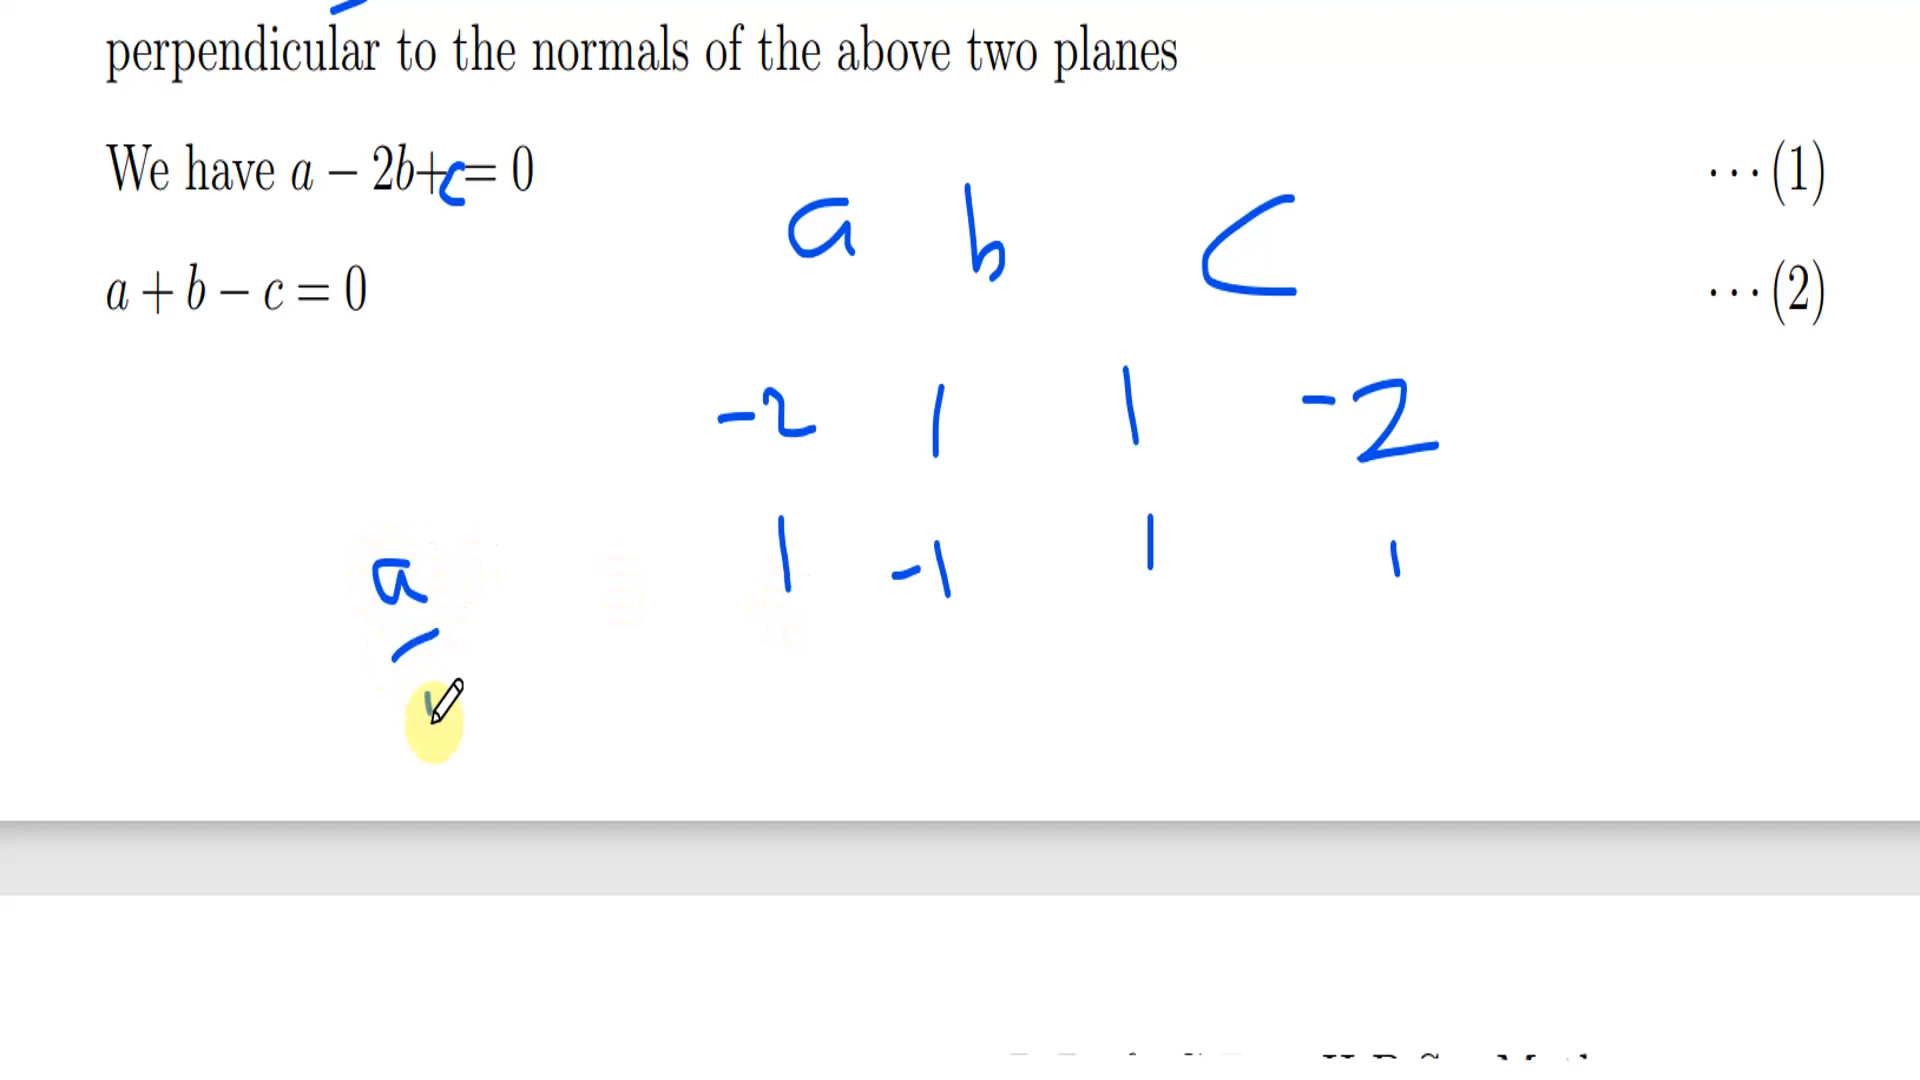 perpendicular to the normals of the above two planes
We have a − 2b+c= 0 ⋯(1)
a + b − c = 0 ⋯(2)
a b c
-2 1 1 -2
1 -1 1 1
a